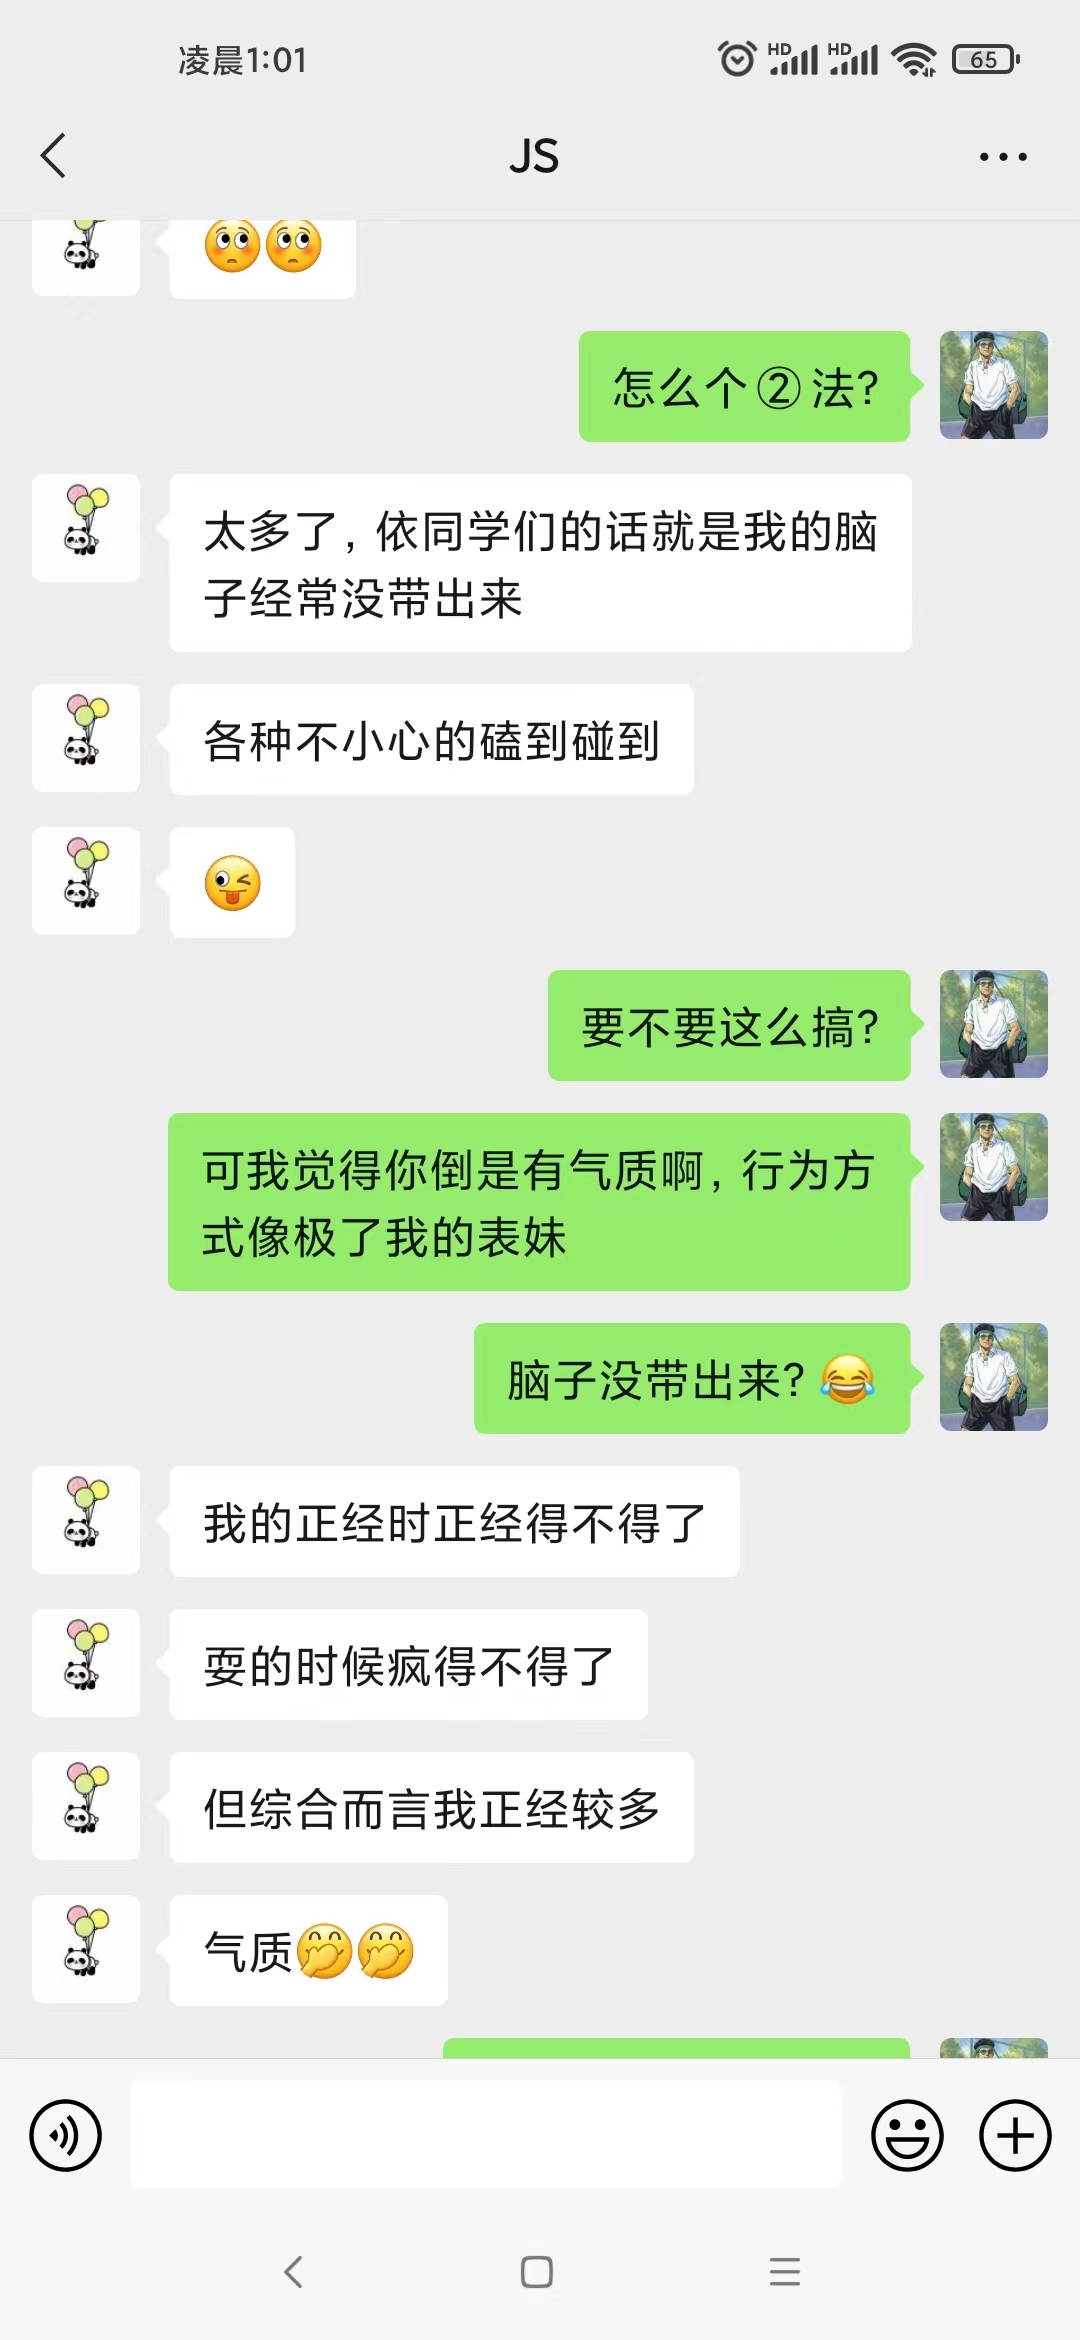 凌晨1:01
HD HD 65
JS
🙄🙄
怎么个②法?
太多了, 依同学们的话就是我的脑
子经常没带出来
各种不小心的磕到碰到
😜
要不要这么搞?
可我觉得你倒是有气质啊, 行为方
式像极了我的表妹
脑子没带出来? 😂
我的正经时正经得不得了
耍的时候疯得不得了
但综合而言我正经较多
气质🤭🤭